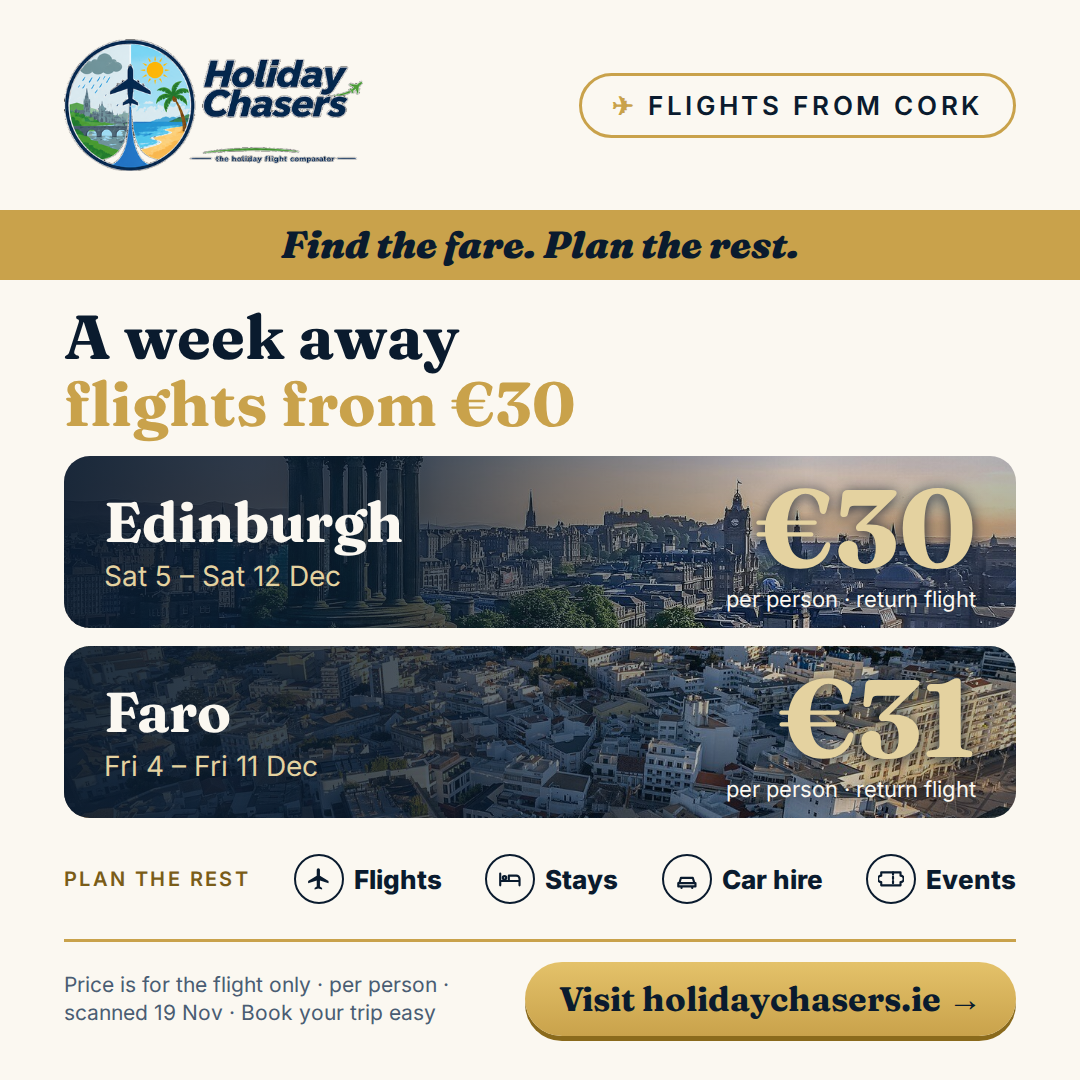 Holiday
Chasers
the holiday flight comparator
✈ FLIGHTS FROM CORK
Find the fare. Plan the rest.
A week away
flights from €30
Edinburgh
Sat 5 – Sat 12 Dec
€30
per person · return flight
Faro
Fri 4 – Fri 11 Dec
€31
per person · return flight
PLAN THE REST
Flights
Stays
Car hire
Events
Price is for the flight only · per person ·
scanned 19 Nov · Book your trip easy
Visit holidaychasers.ie →